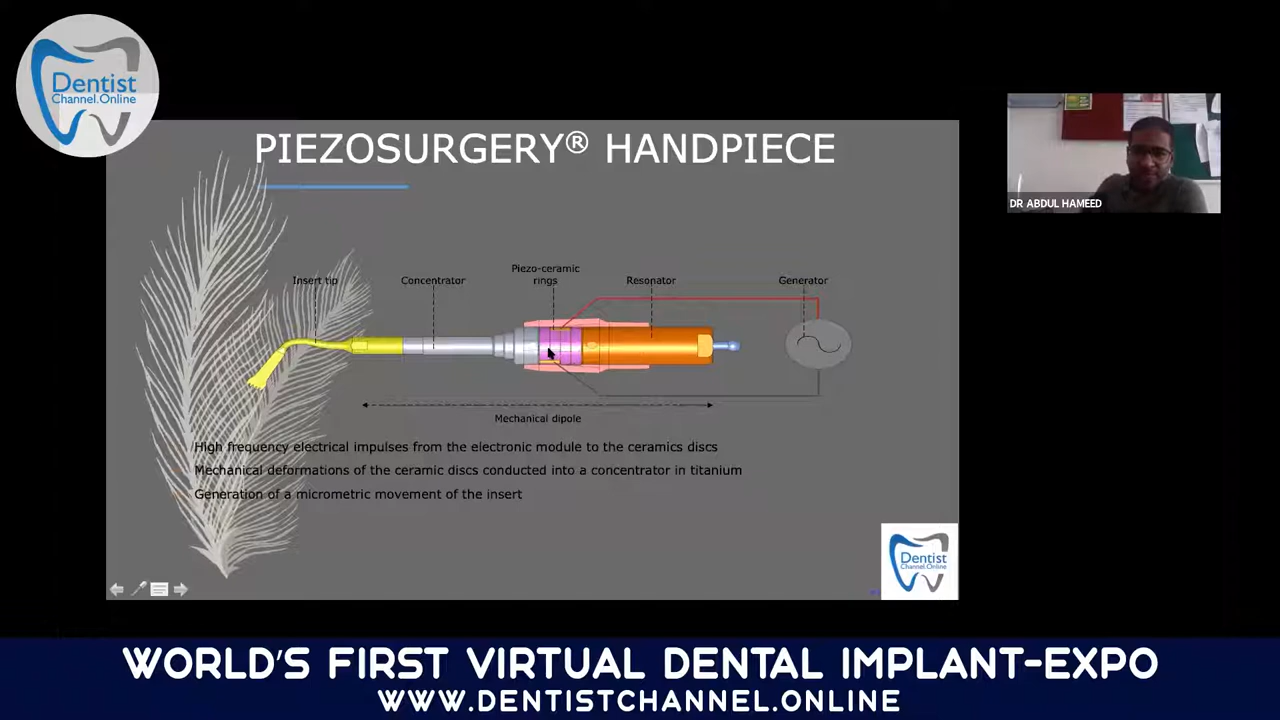 Dentist
Channel.Online
PIEZOSURGERY® HANDPIECE
DR ABDUL HAMEED
Insert tip
Concentrator
Piezo-ceramic
rings
Resonator
Generator
Mechanical dipole
High frequency electrical impulses from the electronic module to the ceramics discs
Mechanical deformations of the ceramic discs conducted into a concentrator in titanium
Generation of a micrometric movement of the insert
Dentist
Channel.Online
WORLD'S FIRST VIRTUAL DENTAL IMPLANT-EXPO
WWW.DENTISTCHANNEL.ONLINE